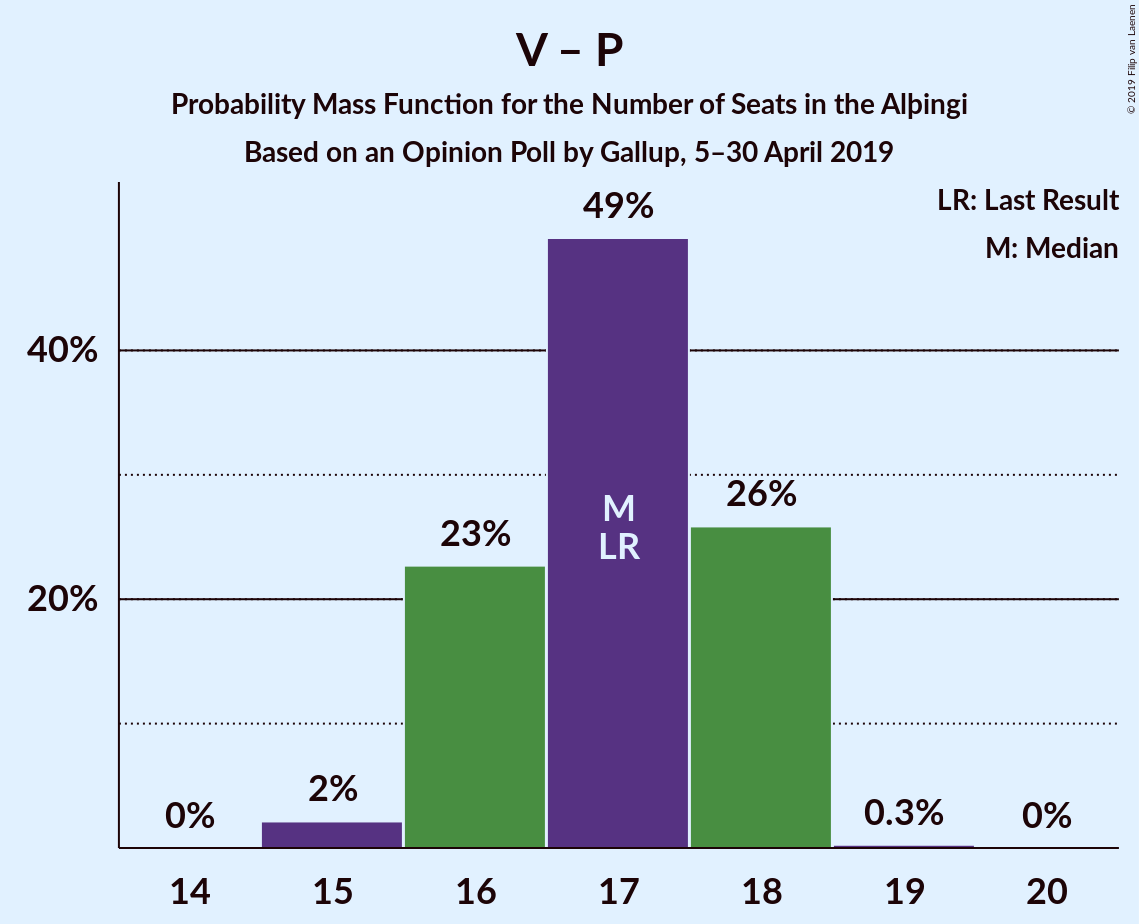 V – P
Probability Mass Function for the Number of Seats in the Alþingi
Based on an Opinion Poll by Gallup, 5–30 April 2019
© 2019 Filip van Laenen
LR: Last Result
M: Median
49%
40%
26%
23%
20%
M
LR
2%
0%
0.3%
0%
14
15
16
17
18
19
20